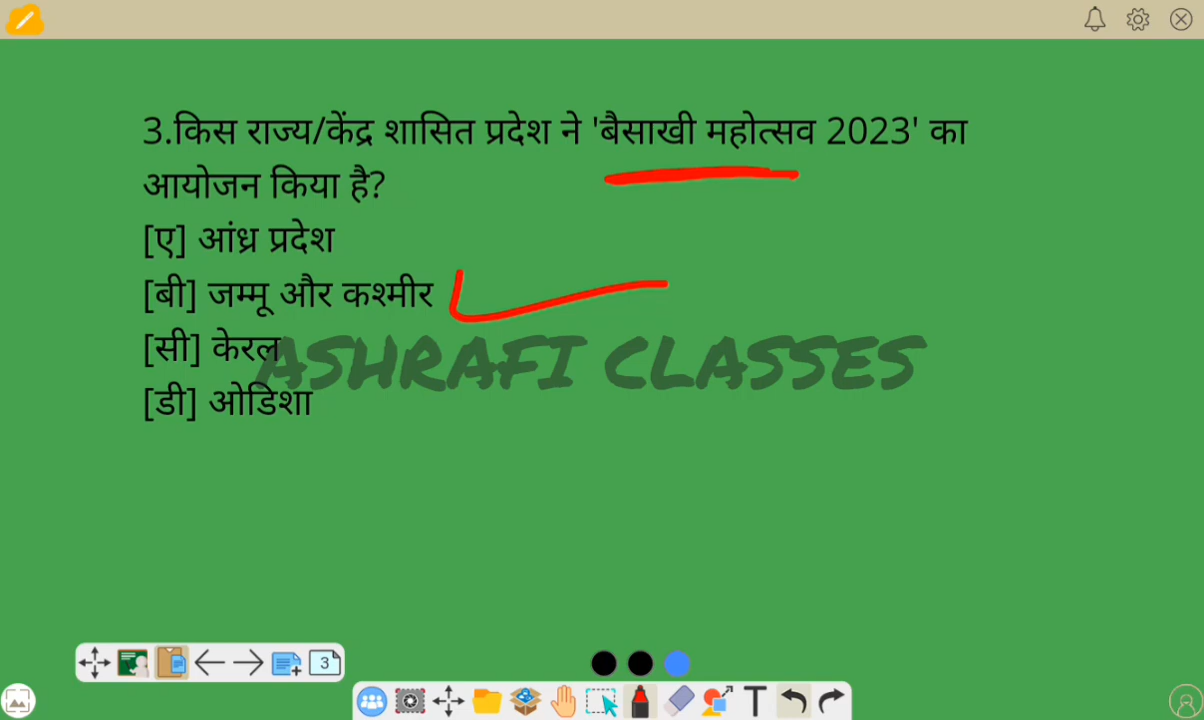 3.किस राज्य/केंद्र शासित प्रदेश ने 'बैसाखी महोत्सव 2023' का
आयोजन किया है?
[ए] आंध्र प्रदेश
[बी] जम्मू और कश्मीर
[सी] केरल
ASHRAFI CLASSES
[डी] ओडिशा
3
T